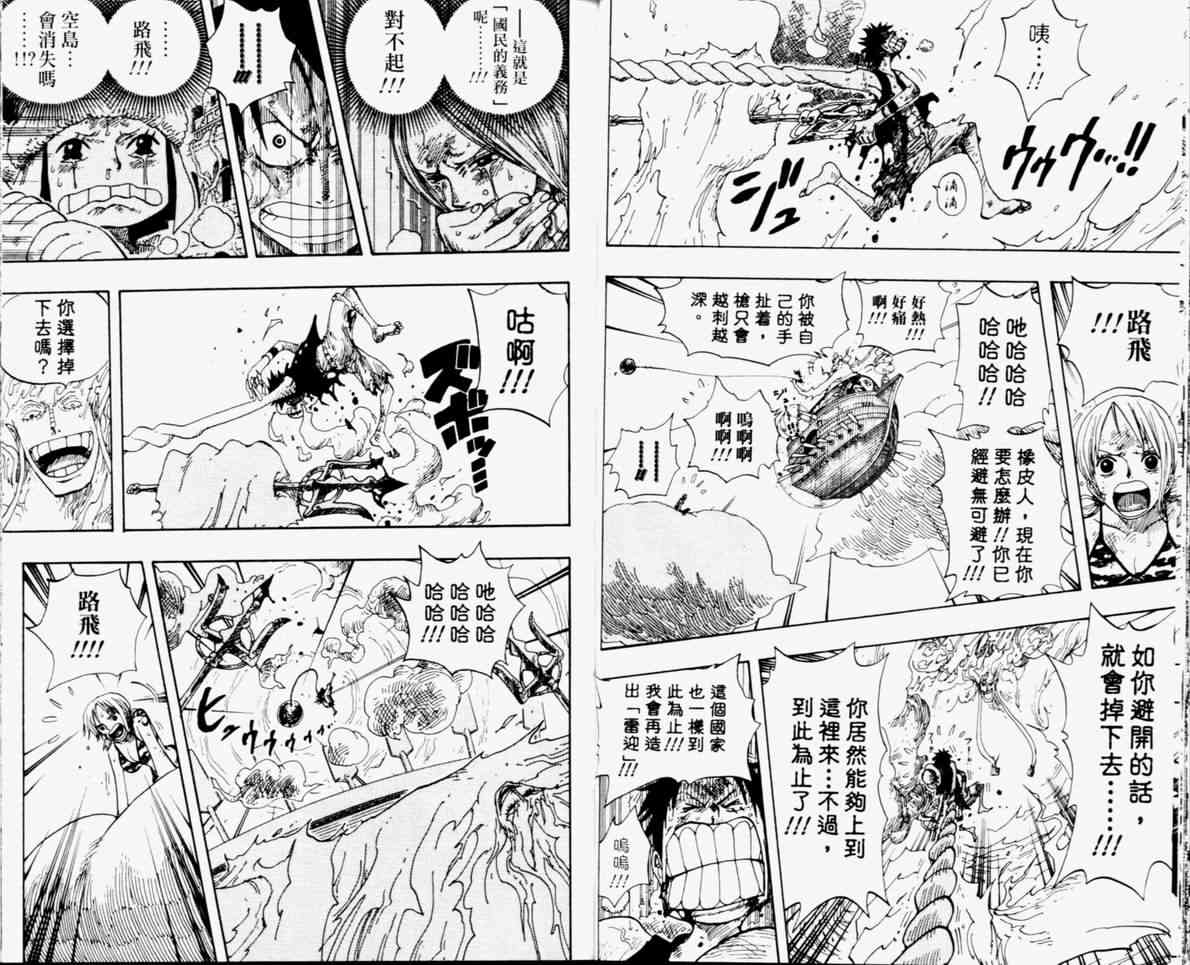 咦…!!
ジュ
ウゥウッ…!!
滴
滴
路飛
!!!
吔哈哈哈
哈哈哈!!
橡皮人，現在你
要怎麼辦!!你已
經避無可避了!!!
好熱!!!
好痛
啊!!!
你被自
己的手
扯着，
槍只會
越刺越
深。
嗚啊啊
啊啊!!!
………!!
如你避開的話，
就會掉下去……!!!
你居然能夠上到
這裡來…不過，
到此為止了!!!
這個國家
也一樣到
此為止!!!
我會再造
出「雷迎」!!!
嗚嗚!!!
——這就是
「國民的義務」
呢……!!!
對不起!!!
…………!!!
……
路飛!!!
……
空島…
會消失嗎
…!!?
咕啊!!!
ズボッ…
你選擇掉
下去嗎?
吔哈哈
哈哈哈
哈哈!!!
ヒュウウゥゥゥ
路飛!!!!